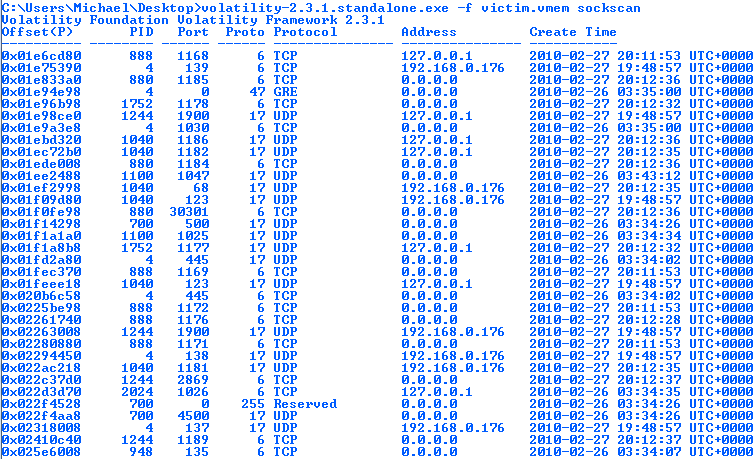 C:\Users\Michael\Desktop>volatility-2.3.1.standalone.exe -f victim.vmem sockscan
Volatility Foundation Volatility Framework 2.3.1
Offset(P) PID Port Proto Protocol Address Create Time
---------- -------- ------ ------ --------------- --------------- -----------
0x01e6cd80 888 1168 6 TCP 127.0.0.1 2010-02-27 20:11:53 UTC+0000
0x01e75390 4 139 6 TCP 192.168.0.176 2010-02-27 19:48:57 UTC+0000
0x01e833a0 880 1185 6 TCP 0.0.0.0 2010-02-27 20:12:36 UTC+0000
0x01e94e98 4 0 47 GRE 0.0.0.0 2010-02-26 03:35:00 UTC+0000
0x01e96b98 1752 1178 6 TCP 0.0.0.0 2010-02-27 20:12:32 UTC+0000
0x01e98ce0 1244 1900 17 UDP 127.0.0.1 2010-02-27 19:48:57 UTC+0000
0x01e9a3e8 4 1030 6 TCP 0.0.0.0 2010-02-26 03:35:00 UTC+0000
0x01ebd320 1040 1186 17 UDP 127.0.0.1 2010-02-27 20:12:36 UTC+0000
0x01ec72b0 1040 1182 17 UDP 127.0.0.1 2010-02-27 20:12:35 UTC+0000
0x01ede008 880 1184 6 TCP 0.0.0.0 2010-02-27 20:12:36 UTC+0000
0x01ee2488 1100 1047 17 UDP 0.0.0.0 2010-02-26 03:43:12 UTC+0000
0x01ef2998 1040 68 17 UDP 192.168.0.176 2010-02-27 20:12:35 UTC+0000
0x01f09d80 1040 123 17 UDP 192.168.0.176 2010-02-27 19:48:57 UTC+0000
0x01f0fe98 880 30301 6 TCP 0.0.0.0 2010-02-27 20:12:36 UTC+0000
0x01f14298 700 500 17 UDP 0.0.0.0 2010-02-26 03:34:26 UTC+0000
0x01f1a1a0 1100 1025 17 UDP 0.0.0.0 2010-02-26 03:34:34 UTC+0000
0x01f1a8b8 1752 1177 17 UDP 127.0.0.1 2010-02-27 20:12:32 UTC+0000
0x01fd2a80 4 445 17 UDP 0.0.0.0 2010-02-26 03:34:02 UTC+0000
0x01fec370 888 1169 6 TCP 0.0.0.0 2010-02-27 20:11:53 UTC+0000
0x01feee18 1040 123 17 UDP 127.0.0.1 2010-02-27 19:48:57 UTC+0000
0x020b6c58 4 445 6 TCP 0.0.0.0 2010-02-26 03:34:02 UTC+0000
0x0225be98 888 1172 6 TCP 0.0.0.0 2010-02-27 20:11:53 UTC+0000
0x02261740 888 1176 6 TCP 0.0.0.0 2010-02-27 20:12:28 UTC+0000
0x02263008 1244 1900 17 UDP 192.168.0.176 2010-02-27 19:48:57 UTC+0000
0x02280880 888 1171 6 TCP 0.0.0.0 2010-02-27 20:11:53 UTC+0000
0x02294450 4 138 17 UDP 192.168.0.176 2010-02-27 19:48:57 UTC+0000
0x022ac218 1040 1181 17 UDP 192.168.0.176 2010-02-27 20:12:35 UTC+0000
0x022c37d0 1244 2869 6 TCP 0.0.0.0 2010-02-27 20:12:37 UTC+0000
0x022d3d70 2024 1026 6 TCP 127.0.0.1 2010-02-26 03:34:35 UTC+0000
0x022f4528 700 0 255 Reserved 0.0.0.0 2010-02-26 03:34:26 UTC+0000
0x022f4aa8 700 4500 17 UDP 0.0.0.0 2010-02-26 03:34:26 UTC+0000
0x02318008 4 137 17 UDP 192.168.0.176 2010-02-27 19:48:57 UTC+0000
0x02410c40 1244 1189 6 TCP 0.0.0.0 2010-02-27 20:12:37 UTC+0000
0x025e6008 948 135 6 TCP 0.0.0.0 2010-02-26 03:34:07 UTC+0000